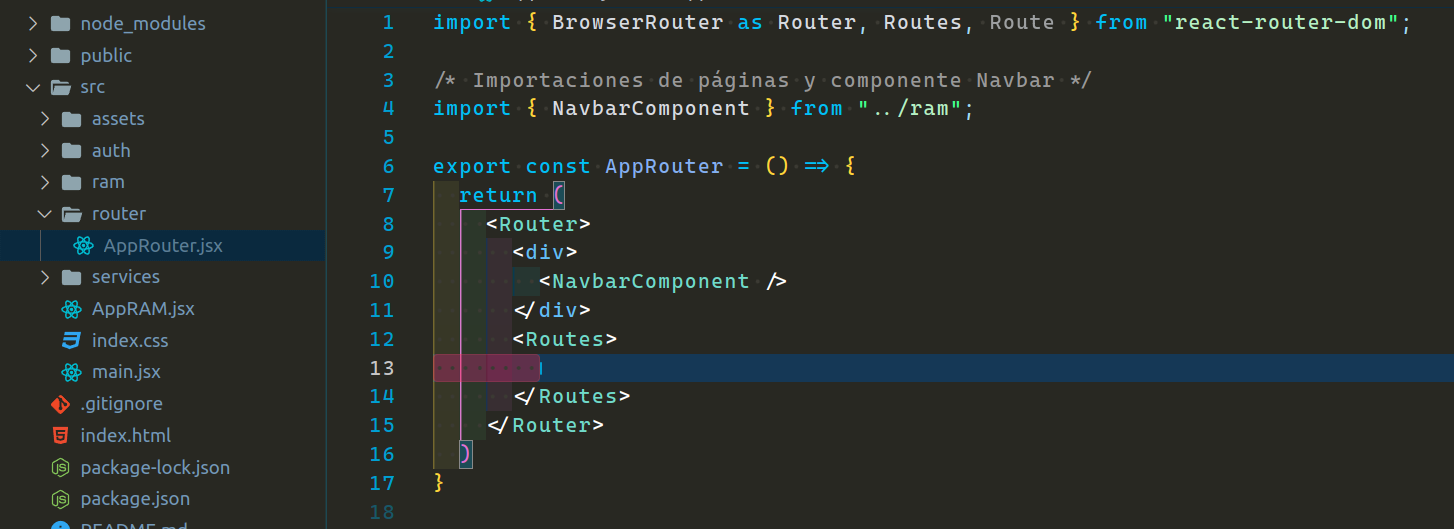 node_modules
public
src
assets
auth
ram
router
AppRouter.jsx
services
AppRAM.jsx
index.css
main.jsx
.gitignore
index.html
package-lock.json
package.json
README.md
1 import { BrowserRouter as Router, Routes, Route } from "react-router-dom";
2
3 /* Importaciones de páginas y componente Navbar */
4 import { NavbarComponent } from "../ram";
5
6 export const AppRouter = () => {
7 return (
8 <Router>
9 <div>
10 <NavbarComponent />
11 </div>
12 <Routes>
13
14 </Routes>
15 </Router>
16 )
17 }
18